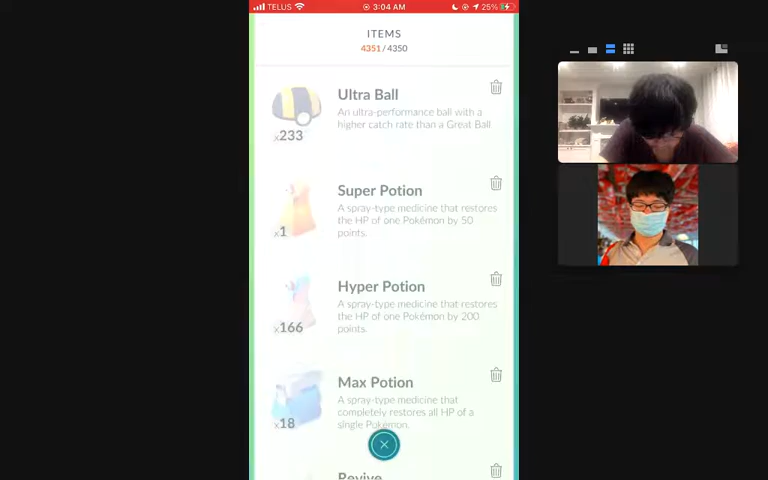 TELUS 3:04 AM 25%
ITEMS
4351 / 4350
Ultra Ball
An ultra-performance ball with a
higher catch rate than a Great Ball
x233
Super Potion
A spray-type medicine that restores
the HP of one Pokémon by 50
points.
x1
Hyper Potion
A spray-type medicine that restores
the HP of one Pokémon by 200
points.
x166
Max Potion
A spray-type medicine that
completely restores all HP of a
single Pokémon.
x18
Revive